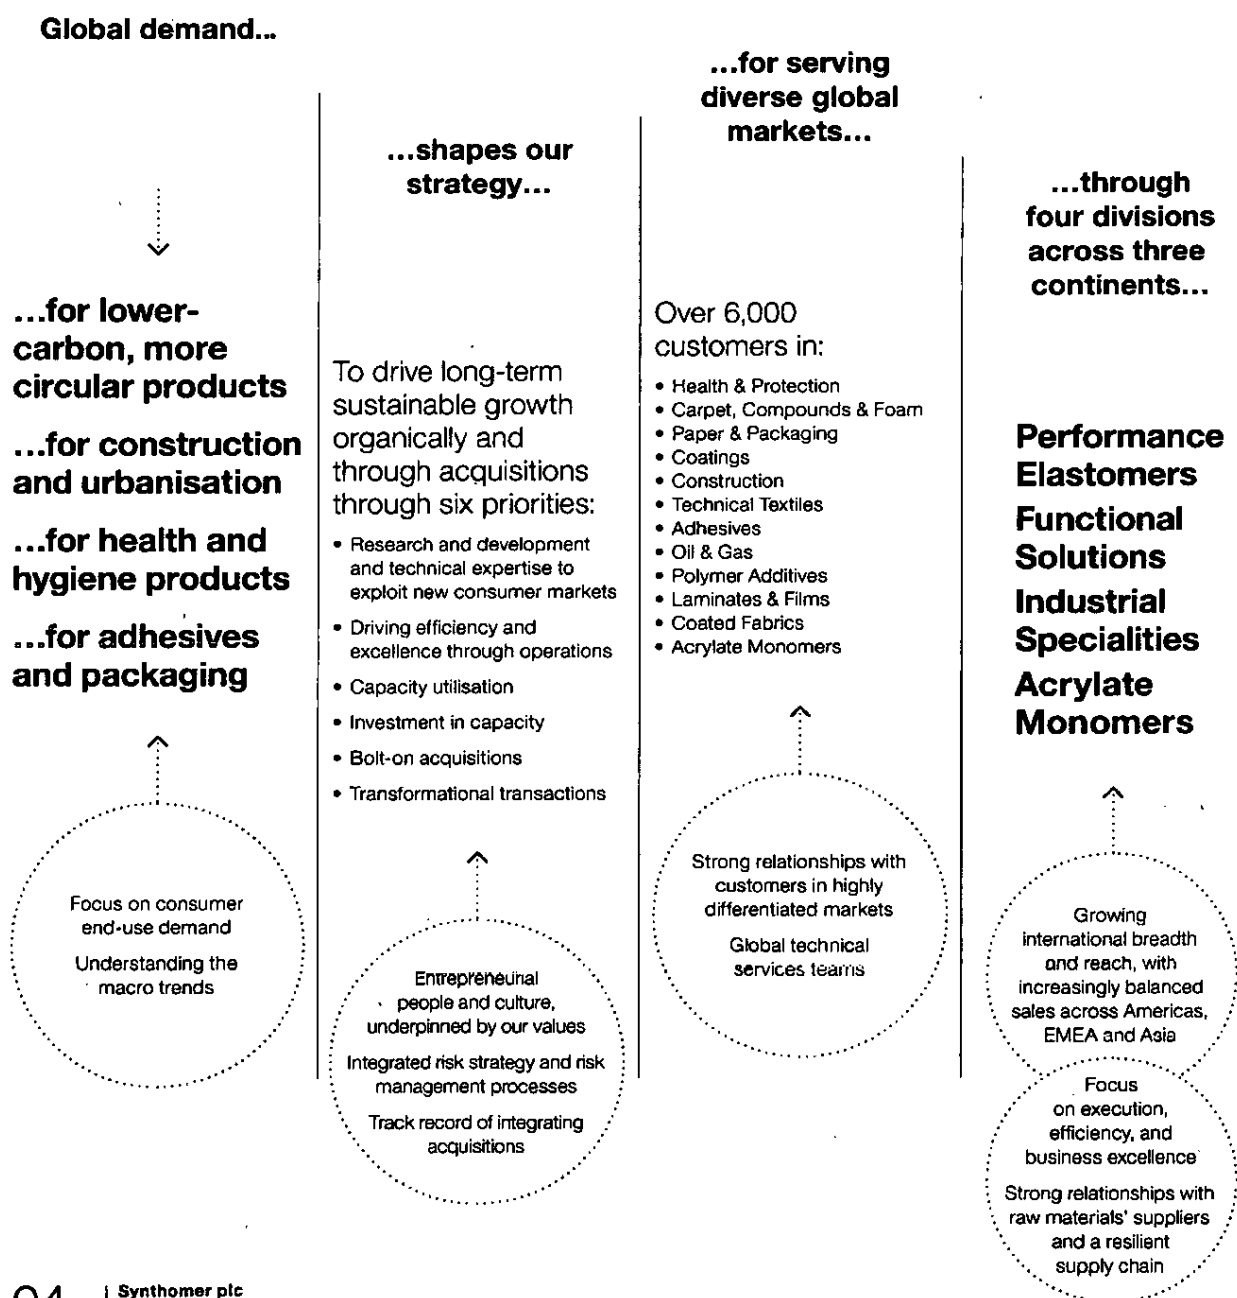 Global demand...
...for lower-
carbon, more
circular products
...for construction
and urbanisation
...for health and
hygiene products
...for adhesives
and packaging
Focus on consumer
end-use demand
Understanding the
macro trends
...shapes our
strategy...
To drive long-term
sustainable growth
organically and
through acquisitions
through six priorities:
• Research and development
and technical expertise to
exploit new consumer markets
• Driving efficiency and
excellence through operations
• Capacity utilisation
• Investment in capacity
• Bolt-on acquisitions
• Transformational transactions
Entrepreneurial
people and culture,
underpinned by our values
Integrated risk strategy and risk
management processes
Track record of integrating
acquisitions
...for serving
diverse global
markets...
Over 6,000
customers in:
• Health & Protection
• Carpet, Compounds & Foam
• Paper & Packaging
• Coatings
• Construction
• Technical Textiles
• Adhesives
• Oil & Gas
• Polymer Additives
• Laminates & Films
• Coated Fabrics
• Acrylate Monomers
Strong relationships with
customers in highly
differentiated markets
Global technical
services teams
...through
four divisions
across three
continents...
Performance
Elastomers
Functional
Solutions
Industrial
Specialities
Acrylate
Monomers
Growing
international breadth
and reach, with
increasingly balanced
sales across Americas,
EMEA and Asia
Focus
on execution,
efficiency, and
business excellence
Strong relationships with
raw materials' suppliers
and a resilient
supply chain
Synthomer plc